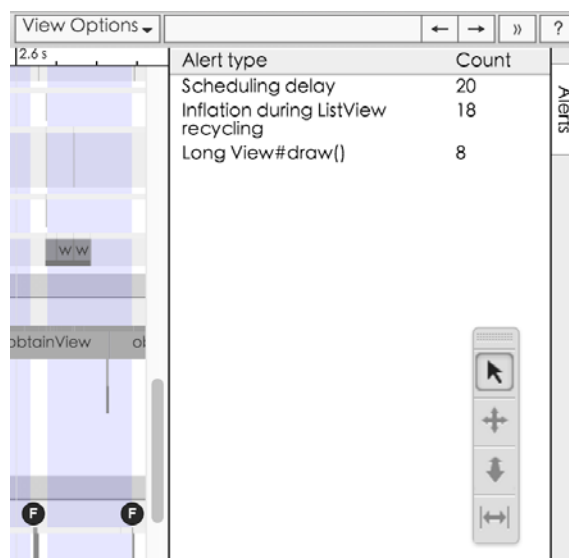 View Options
← → » ?
2.6 s
Alert type Count
Scheduling delay 20
Inflation during ListView 18
recycling
Long View#draw() 8
Alerts
w w
obtainView ob
F F